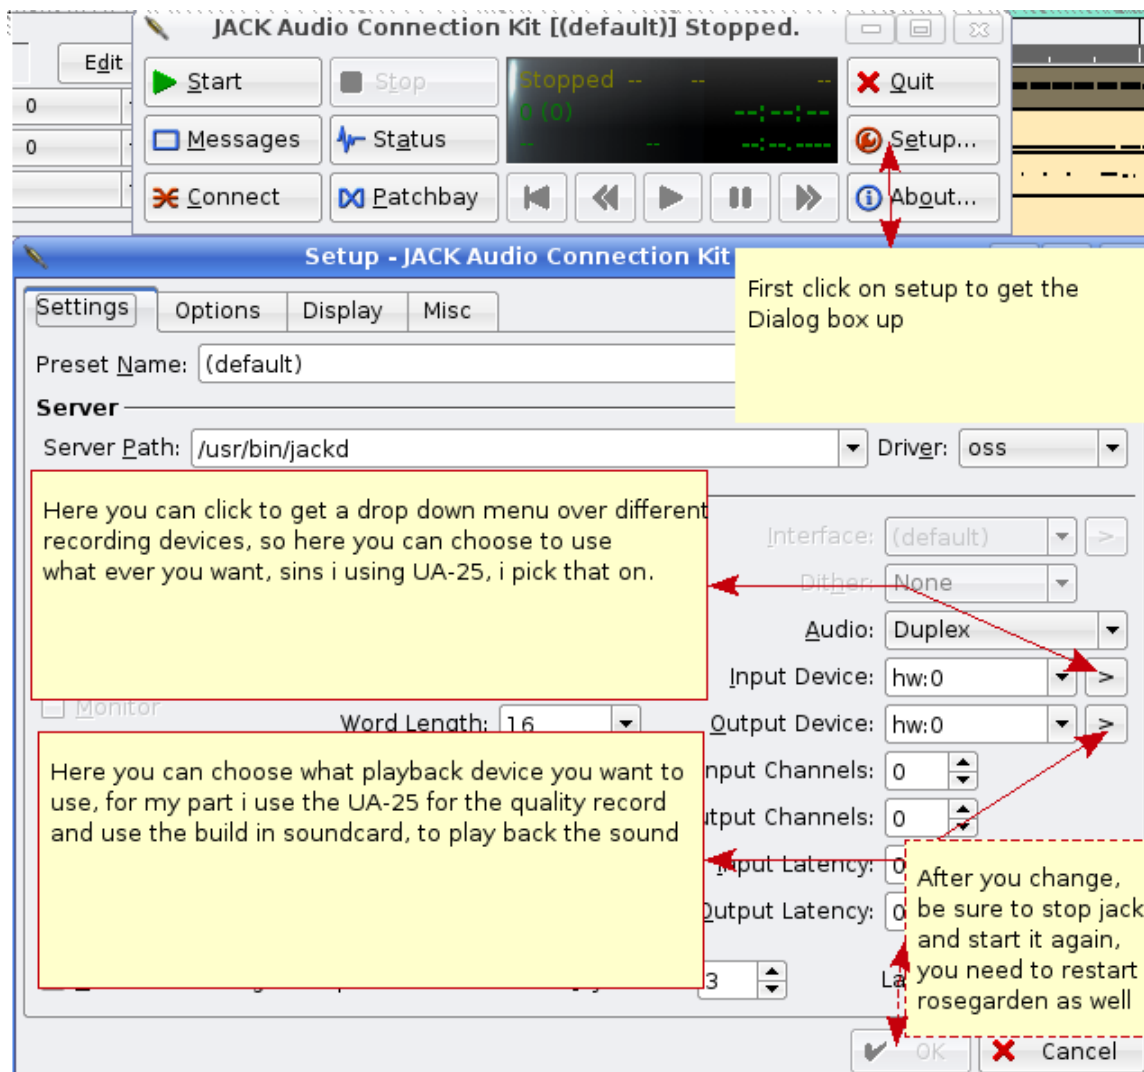 JACK Audio Connection Kit [(default)] Stopped.
Edit
Start
Stop
Stopped -- -- --
Quit
0
0 (0) --:--:--
Messages
Status
-- -- --:--.----
Setup...
0
Connect
Patchbay
About...
Setup - JACK Audio Connection Kit
First click on setup to get the
Dialog box up
Settings
Options
Display
Misc
Preset Name: (default)
Server
Server Path: /usr/bin/jackd
Driver: oss
Here you can click to get a drop down menu over different
recording devices, so here you can choose to use
what ever you want, sins i using UA-25, i pick that on.
Interface: (default) >
Dither: None
Audio: Duplex
Input Device: hw:0 >
Monitor
Word Length: 16
Output Device: hw:0 >
Here you can choose what playback device you want to
use, for my part i use the UA-25 for the quality record
and use the build in soundcard, to play back the sound
nput Channels: 0
utput Channels: 0
Input Latency: 0
Output Latency: 0
3
La
After you change,
be sure to stop jack
and start it again,
you need to restart
rosegarden as well
OK
Cancel